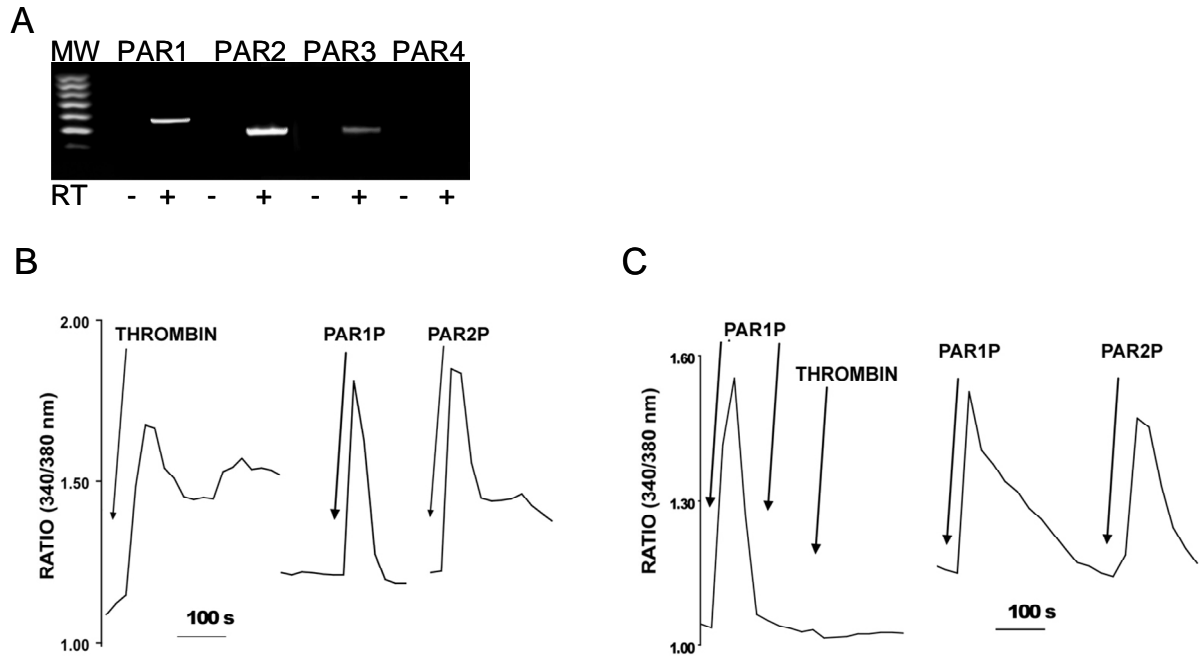 A
MW PAR1 PAR2 PAR3 PAR4
RT - + - + - + - +
B
C
2.00
1.50
1.00
RATIO (340/380 nm)
THROMBIN
PAR1P
PAR2P
100 s
1.60
1.30
1.00
RATIO (340/380 nm)
PAR1P
THROMBIN
PAR1P
PAR2P
100 s